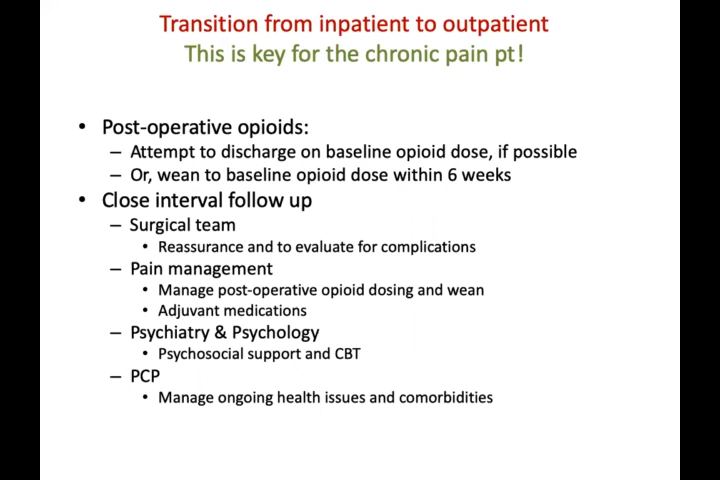 Transition from inpatient to outpatient
This is key for the chronic pain pt!
• Post-operative opioids:
– Attempt to discharge on baseline opioid dose, if possible
– Or, wean to baseline opioid dose within 6 weeks
• Close interval follow up
– Surgical team
• Reassurance and to evaluate for complications
– Pain management
• Manage post-operative opioid dosing and wean
• Adjuvant medications
– Psychiatry & Psychology
• Psychosocial support and CBT
– PCP
• Manage ongoing health issues and comorbidities